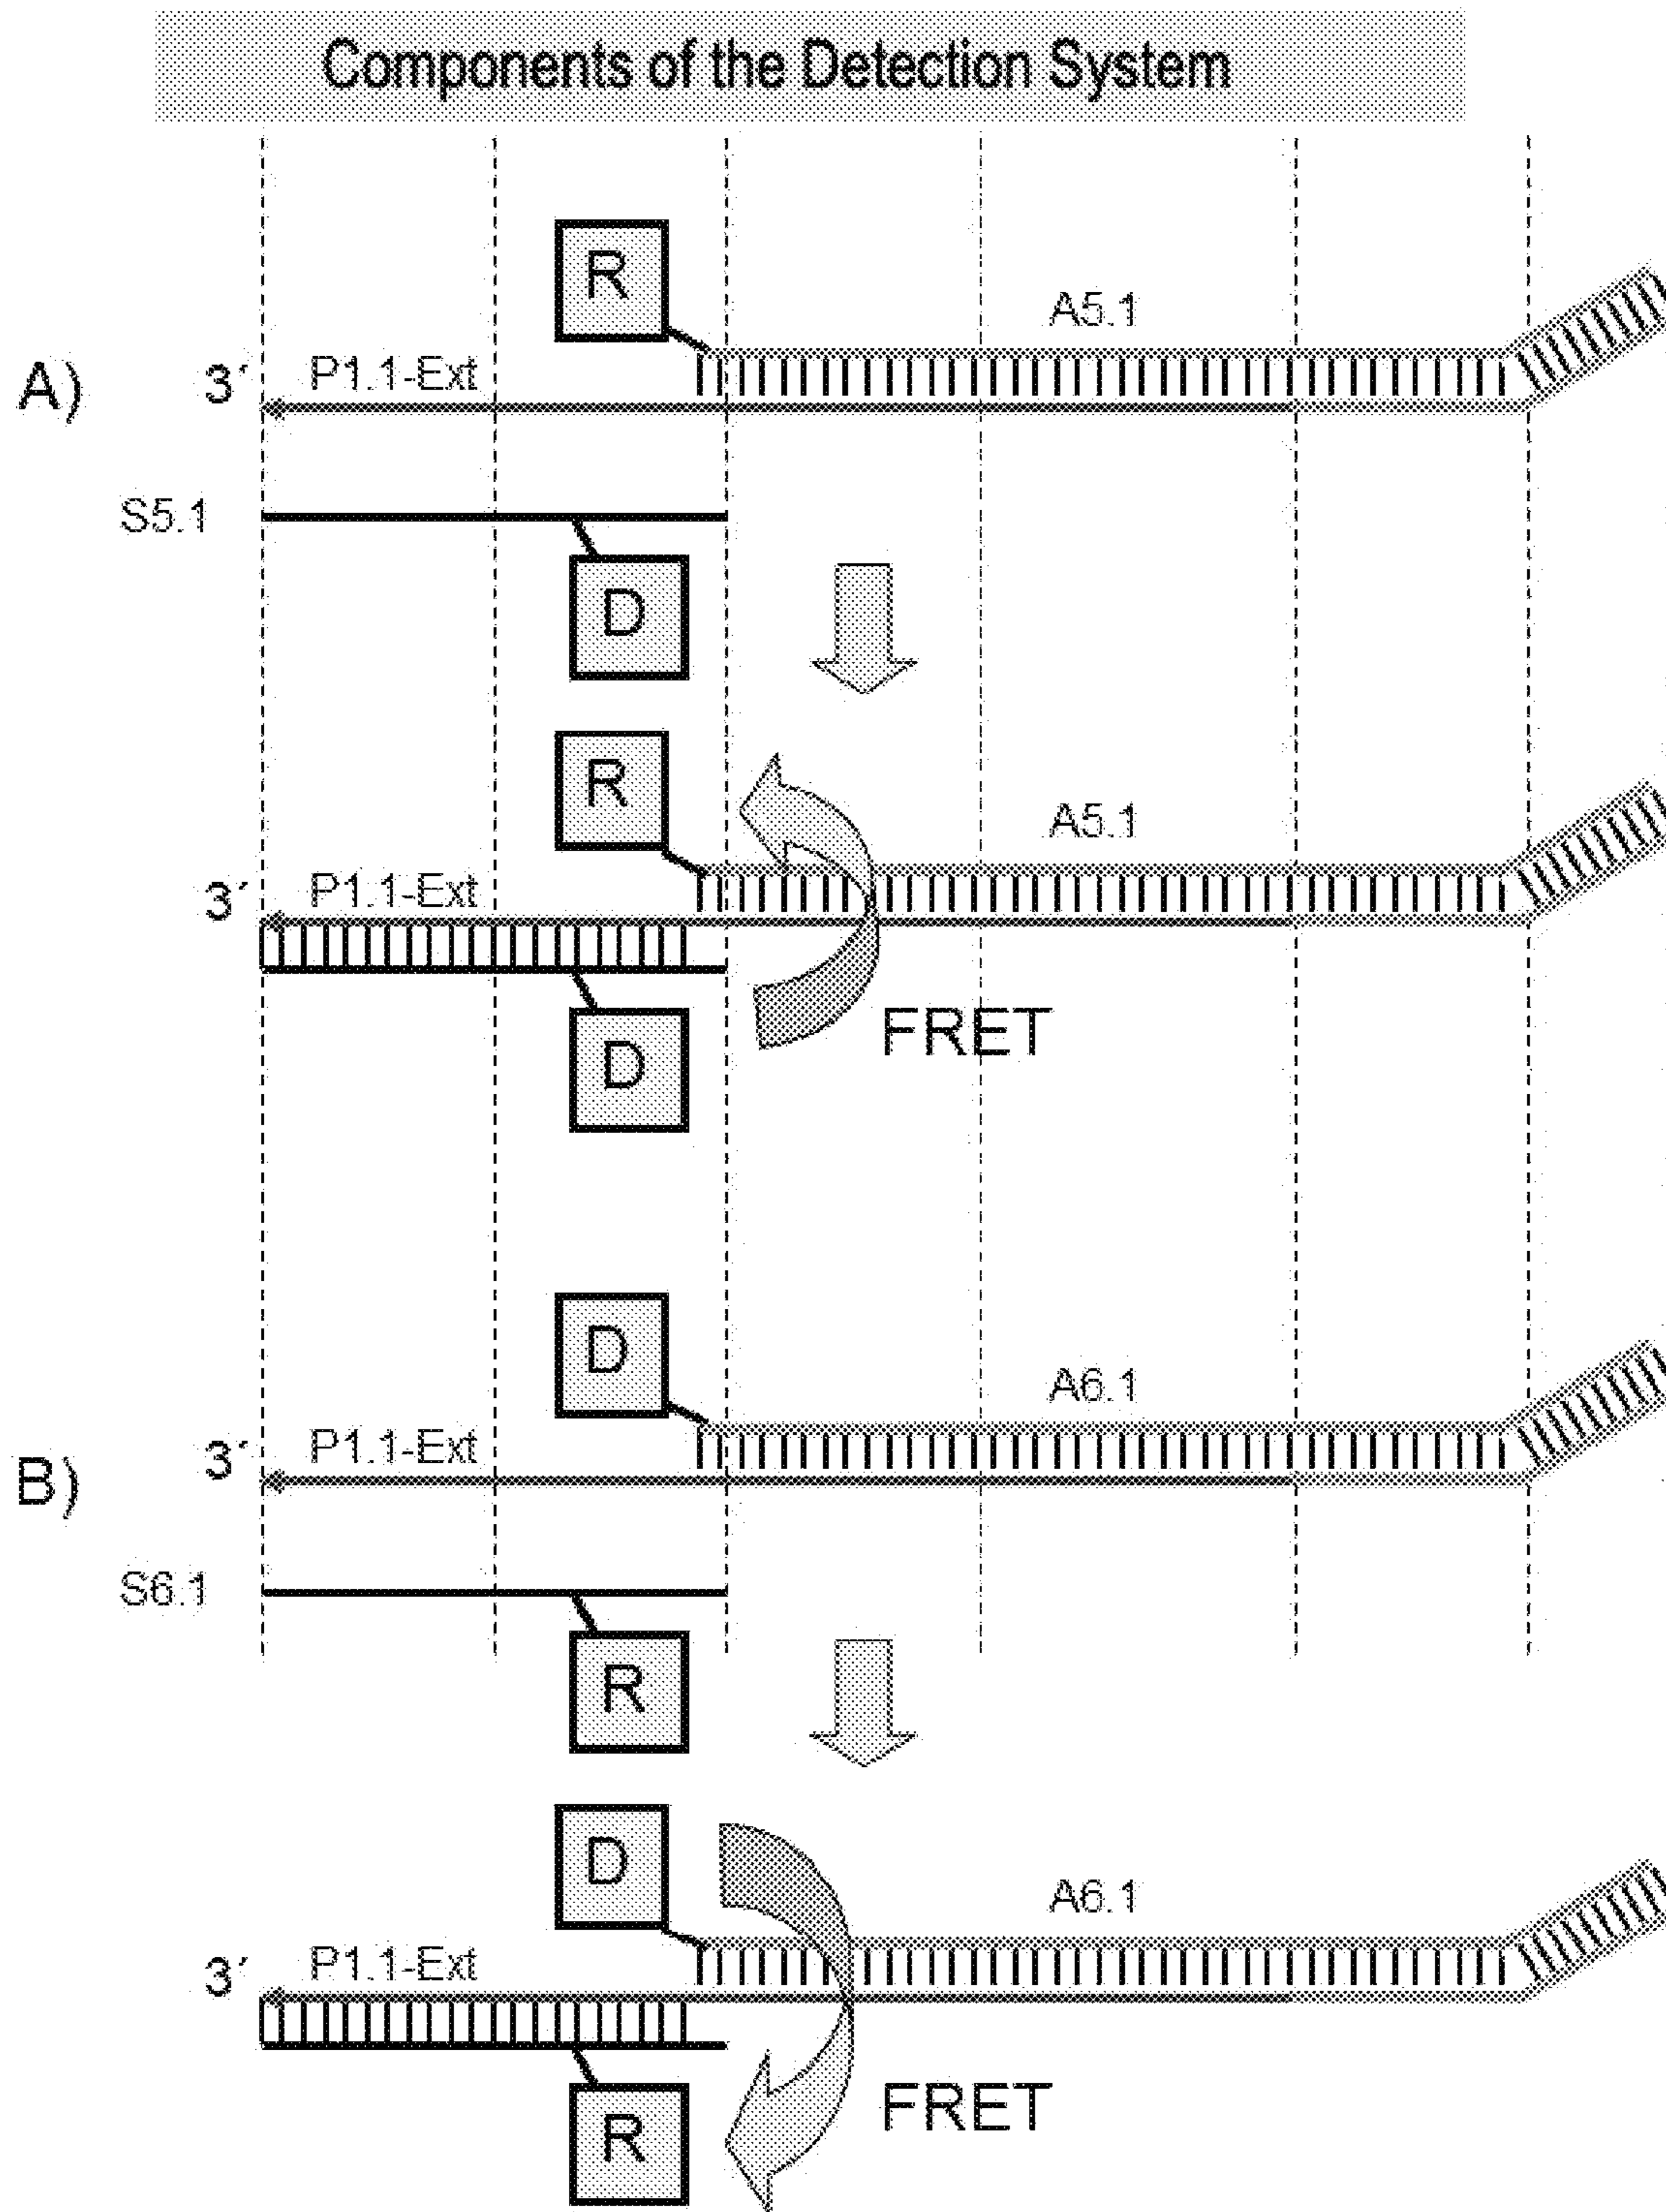 Components of the Detection System
R
A5.1
A)
3´
P1.1-Ext
S5.1
D
R
A5.1
3´
P1.1-Ext
FRET
D
D
A6.1
B)
3´
P1.1-Ext
S6.1
R
D
A6.1
3´
P1.1-Ext
FRET
R